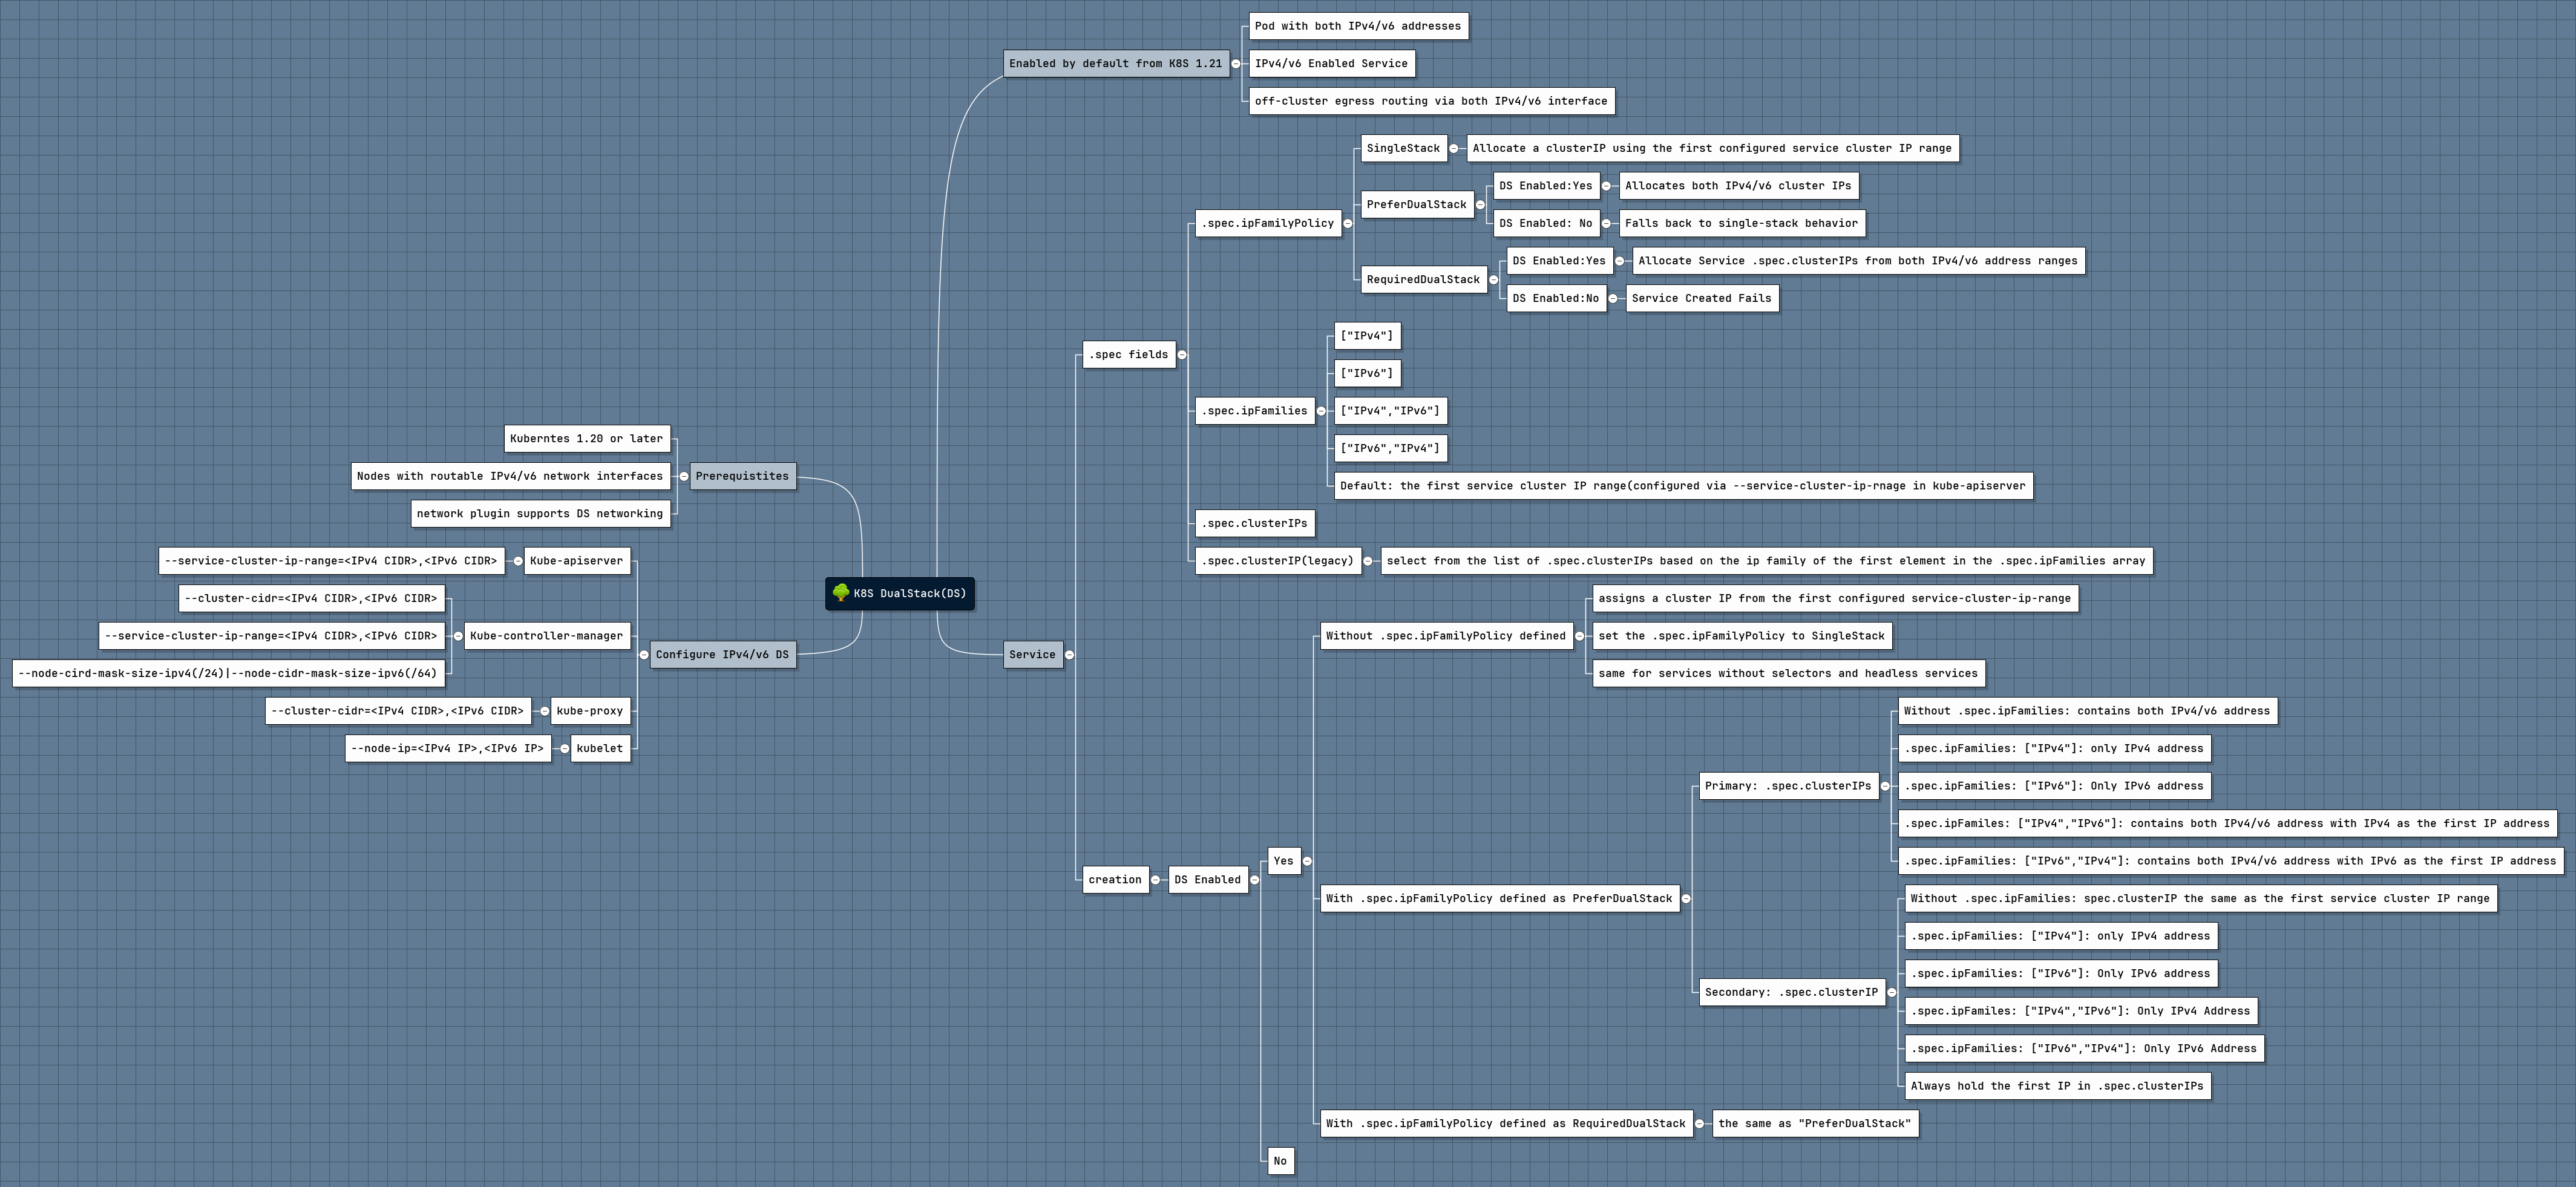 K8S DualStack(DS)
Enabled by default from K8S 1.21
Pod with both IPv4/v6 addresses
IPv4/v6 Enabled Service
off-cluster egress routing via both IPv4/v6 interface
Service
.spec fields
.spec.ipFamilyPolicy
SingleStack
Allocate a clusterIP using the first configured service cluster IP range
PreferDualStack
DS Enabled:Yes
Allocates both IPv4/v6 cluster IPs
DS Enabled: No
Falls back to single-stack behavior
RequiredDualStack
DS Enabled:Yes
Allocate Service .spec.clusterIPs from both IPv4/v6 address ranges
DS Enabled:No
Service Created Fails
.spec.ipFamilies
["IPv4"]
["IPv6"]
["IPv4","IPv6"]
["IPv6","IPv4"]
Default: the first service cluster IP range(configured via --service-cluster-ip-rnage in kube-apiserver
.spec.clusterIPs
.spec.clusterIP(legacy)
select from the list of .spec.clusterIPs based on the ip family of the first element in the .spec.ipFamilies array
creation
DS Enabled
Yes
Without .spec.ipFamilyPolicy defined
assigns a cluster IP from the first configured service-cluster-ip-range
set the .spec.ipFamilyPolicy to SingleStack
same for services without selectors and headless services
With .spec.ipFamilyPolicy defined as PreferDualStack
Primary: .spec.clusterIPs
Without .spec.ipFamilies: contains both IPv4/v6 address
.spec.ipFamilies: ["IPv4"]: only IPv4 address
.spec.ipFamilies: ["IPv6"]: Only IPv6 address
.spec.ipFamiles: ["IPv4","IPv6"]: contains both IPv4/v6 address with IPv4 as the first IP address
.spec.ipFamilies: ["IPv6","IPv4"]: contains both IPv4/v6 address with IPv6 as the first IP address
Secondary: .spec.clusterIP
Without .spec.ipFamilies: spec.clusterIP the same as the first service cluster IP range
.spec.ipFamilies: ["IPv4"]: only IPv4 address
.spec.ipFamilies: ["IPv6"]: Only IPv6 address
.spec.ipFamiles: ["IPv4","IPv6"]: Only IPv4 Address
.spec.ipFamilies: ["IPv6","IPv4"]: Only IPv6 Address
Always hold the first IP in .spec.clusterIPs
With .spec.ipFamilyPolicy defined as RequiredDualStack
the same as "PreferDualStack"
No
Prerequistites
Kuberntes 1.20 or later
Nodes with routable IPv4/v6 network interfaces
network plugin supports DS networking
Configure IPv4/v6 DS
Kube-apiserver
--service-cluster-ip-range=<IPv4 CIDR>,<IPv6 CIDR>
Kube-controller-manager
--cluster-cidr=<IPv4 CIDR>,<IPv6 CIDR>
--service-cluster-ip-range=<IPv4 CIDR>,<IPv6 CIDR>
--node-cird-mask-size-ipv4(/24)|--node-cidr-mask-size-ipv6(/64)
kube-proxy
--cluster-cidr=<IPv4 CIDR>,<IPv6 CIDR>
kubelet
--node-ip=<IPv4 IP>,<IPv6 IP>